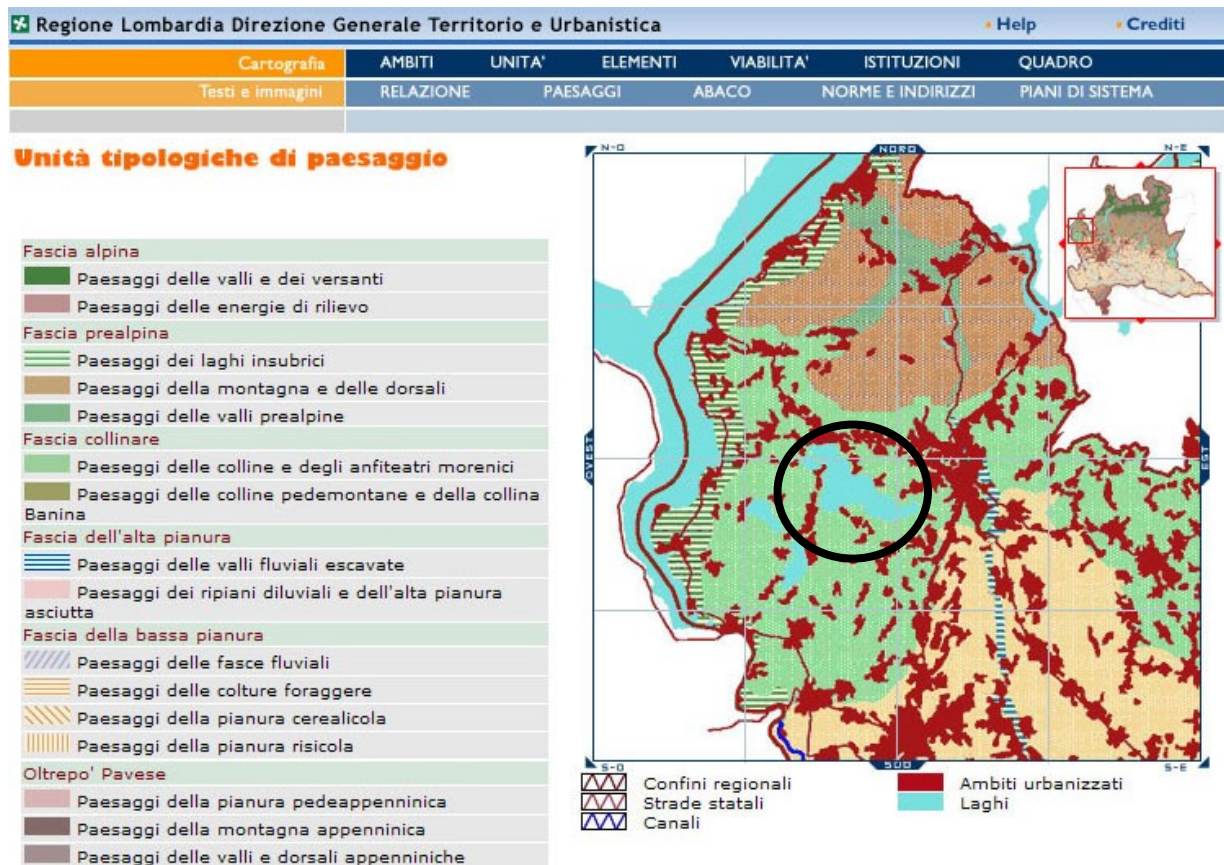 Regione Lombardia Direzione Generale Territorio e Urbanistica
Help
Crediti
Cartografia
AMBITI
UNITA'
ELEMENTI
VIABILITA'
ISTITUZIONI
QUADRO
Testi e immagini
RELAZIONE
PAESAGGI
ABACO
NORME E INDIRIZZI
PIANI DI SISTEMA
Unità tipologiche di paesaggio
Fascia alpina
Paesaggi delle valli e dei versanti
Paesaggi delle energie di rilievo
Fascia prealpina
Paesaggi dei laghi insubrici
Paesaggi della montagna e delle dorsali
Paesaggi delle valli prealpine
Fascia collinare
Paesaggi delle colline e degli anfiteatri morenici
Paesaggi delle colline pedemontane e della collina
Banina
Fascia dell'alta pianura
Paesaggi delle valli fluviali escavate
Paesaggi dei ripiani diluviali e dell'alta pianura
asciutta
Fascia della bassa pianura
Paesaggi delle fasce fluviali
Paesaggi delle colture foraggere
Paesaggi della pianura cerealicola
Paesaggi della pianura risicola
Oltrepo' Pavese
Paesaggi della pianura pedeappenninica
Paesaggi della montagna appenninica
Paesaggi delle valli e dorsali appenniniche
N-O
NORD
N-E
OVEST
EST
S-O
SUD
S-E
Confini regionali
Strade statali
Canali
Ambiti urbanizzati
Laghi